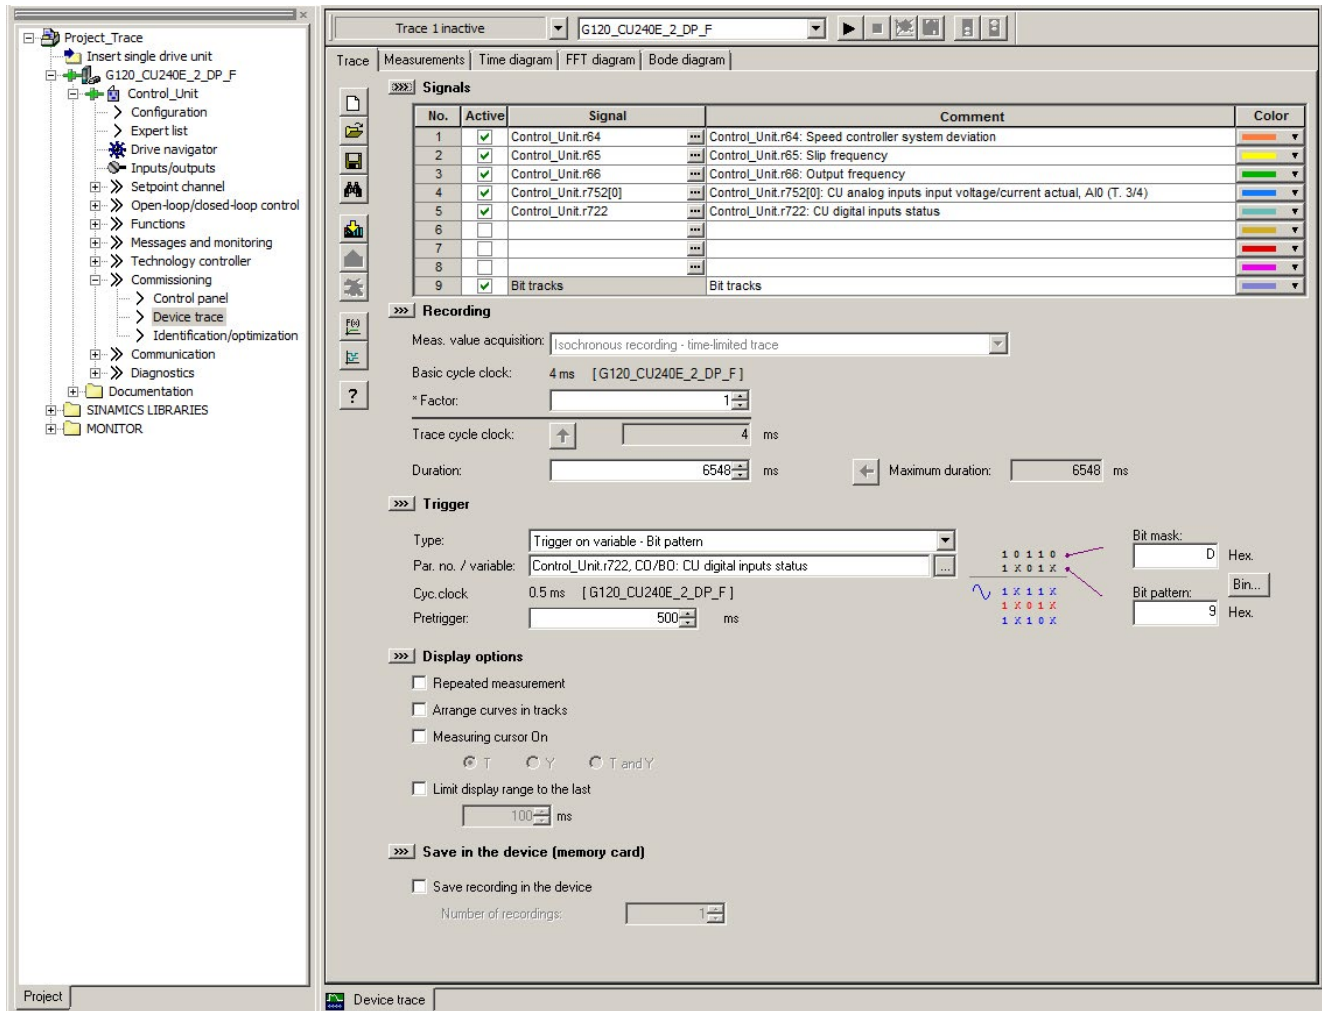 Project_Trace
Insert single drive unit
G120_CU240E_2_DP_F
Control_Unit
Configuration
Expert list
Drive navigator
Inputs/outputs
Setpoint channel
Open-loop/closed-loop control
Functions
Messages and monitoring
Technology controller
Commissioning
Control panel
Device trace
Identification/optimization
Communication
Diagnostics
Documentation
SINAMICS LIBRARIES
MONITOR
Project
Trace 1 inactive G120_CU240E_2_DP_F
Trace Measurements Time diagram FFT diagram Bode diagram
Signals
No. Active Signal Comment Color
1 Control_Unit.r64 ... Control_Unit.r64: Speed controller system deviation
2 Control_Unit.r65 ... Control_Unit.r65: Slip frequency
3 Control_Unit.r66 ... Control_Unit.r66: Output frequency
4 Control_Unit.r752[0] ... Control_Unit.r752[0]: CU analog inputs input voltage/current actual, AI0 (T. 3/4)
5 Control_Unit.r722 ... Control_Unit.r722: CU digital inputs status
6 ...
7 ...
8 ...
9 Bit tracks Bit tracks
F(x)
?
Recording
Meas. value acquisition: Isochronous recording - time-limited trace
Basic cycle clock: 4 ms [G120_CU240E_2_DP_F]
* Factor: 1
Trace cycle clock: 4 ms
Duration: 6548 ms Maximum duration: 6548 ms
Trigger
Type: Trigger on variable - Bit pattern
Par. no. / variable: Control_Unit.r722, CO/BO: CU digital inputs status ...
Cyc.clock 0.5 ms [G120_CU240E_2_DP_F]
Pretrigger: 500 ms
1 0 1 1 0
1 X 0 1 X
1 X 1 1 X
1 X 0 1 X
1 X 1 0 X
Bit mask:
D Hex.
Bin...
Bit pattern:
9 Hex.
Display options
Repeated measurement
Arrange curves in tracks
Measuring cursor On
T Y T and Y
Limit display range to the last
100 ms
Save in the device (memory card)
Save recording in the device
Number of recordings: 1
Device trace